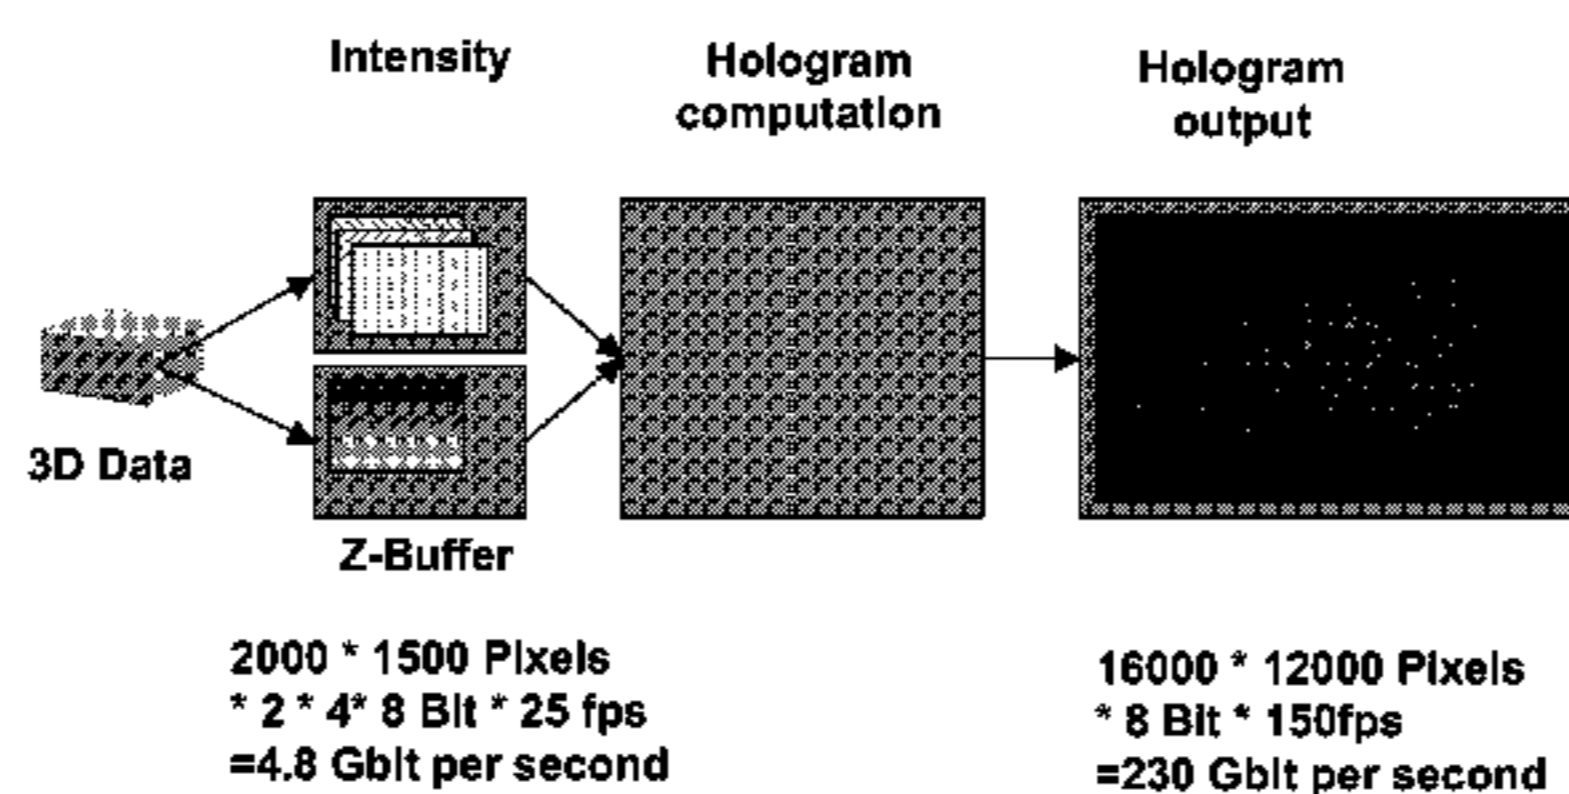 Intensity
Hologram
computation
Hologram
output
3D Data
Z-Buffer
2000 * 1500 Pixels
* 2 * 4* 8 Bit * 25 fps
=4.8 Gbit per second
16000 * 12000 Pixels
* 8 Bit * 150fps
=230 Gbit per second